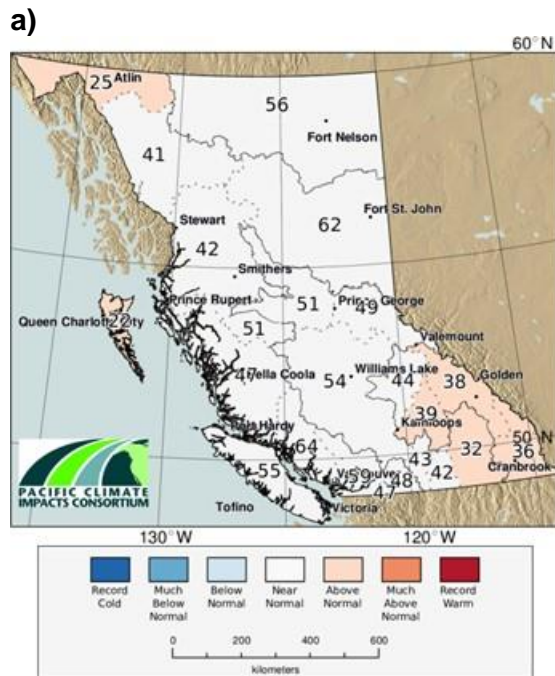 a)
60°N
25 Atlin
56
Fort Nelson
41
Fort St. John
62
Stewart
42
Smithers
Prince Rupert
51
Prince George
49
Queen Charlotte City
22
51
Valemount
47
Bella Coola
54
Williams Lake
44
38
Golden
39
Kamloops
Port Hardy
64
43
32
50
N
36
Cranbrook
42
55
Vancouver
59
48
47
PACIFIC CLIMATE
IMPACTS CONSORTIUM
Tofino
Victoria
130°W
120°W
Record
Cold
Much
Below
Normal
Below
Normal
Near
Normal
Above
Normal
Much
Above
Normal
Record
Warm
0 200 400 600
kilometers